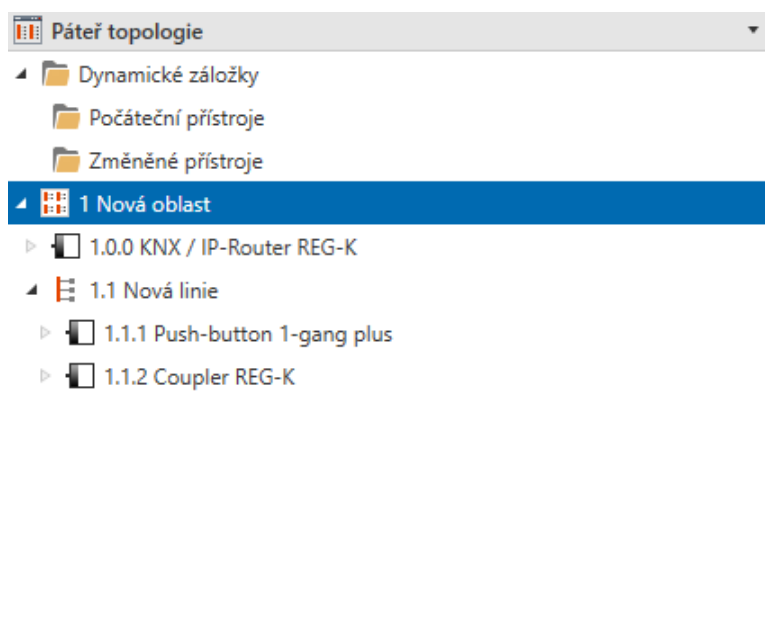 Páteř topologie
Dynamické záložky
Počáteční přístroje
Změněné přístroje
1 Nová oblast
1.0.0 KNX / IP-Router REG-K
1.1 Nová linie
1.1.1 Push-button 1-gang plus
1.1.2 Coupler REG-K